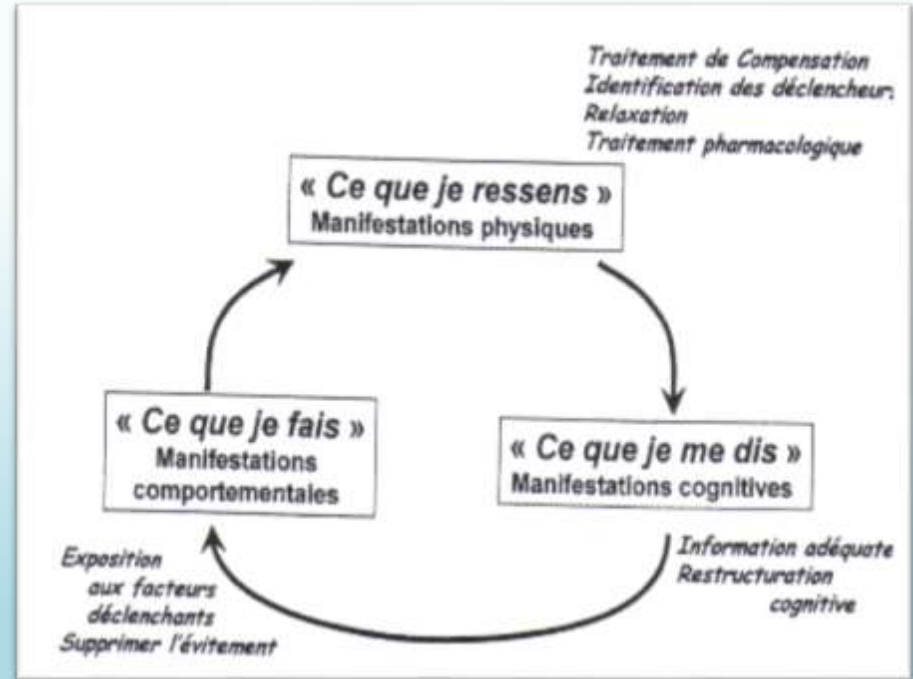 Traitement de Compensation
Identification des déclencheur
Relaxation
Traitement pharmacologique
« Ce que je ressens »
Manifestations physiques
« Ce que je fais »
Manifestations
comportementales
« Ce que je me dis »
Manifestations cognitives
Exposition
aux facteurs
déclenchants
Supprimer l'évitement
Information adéquate
Restructuration
cognitive